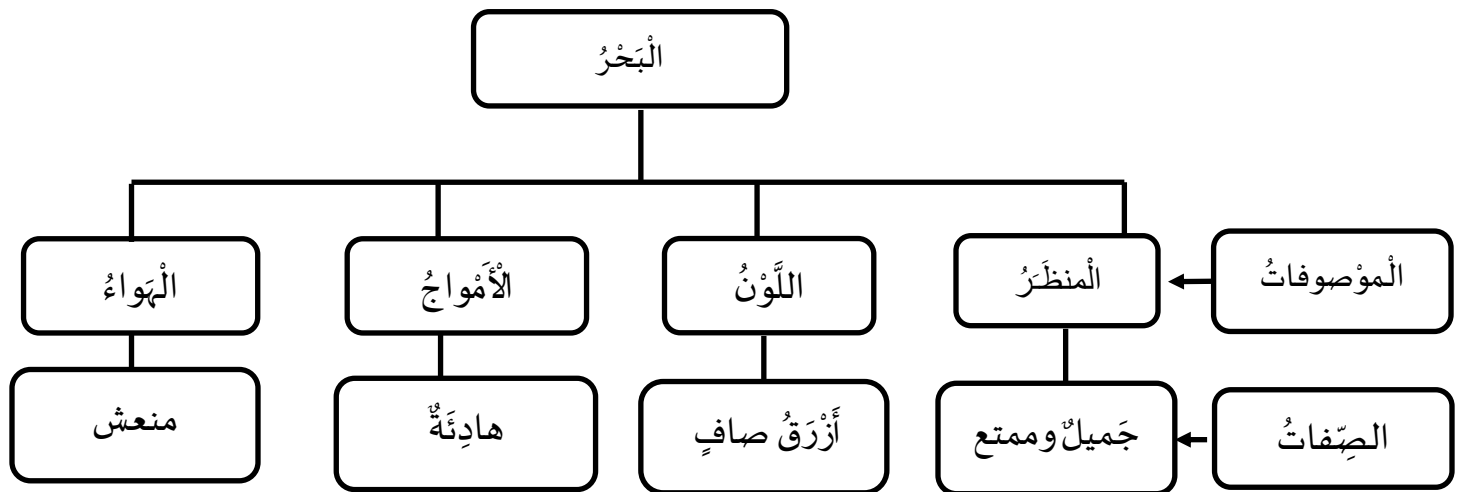 الْبَحْرُ
الْموْصوفاتُ
الْمنظَرُ
اللَّوْنُ
الْأَمْواجُ
الْهَواءُ
الصِّفاتُ
جَميلٌ وممتع
أَزْرَقُ صافٍ
هادِئَةٌ
منعش